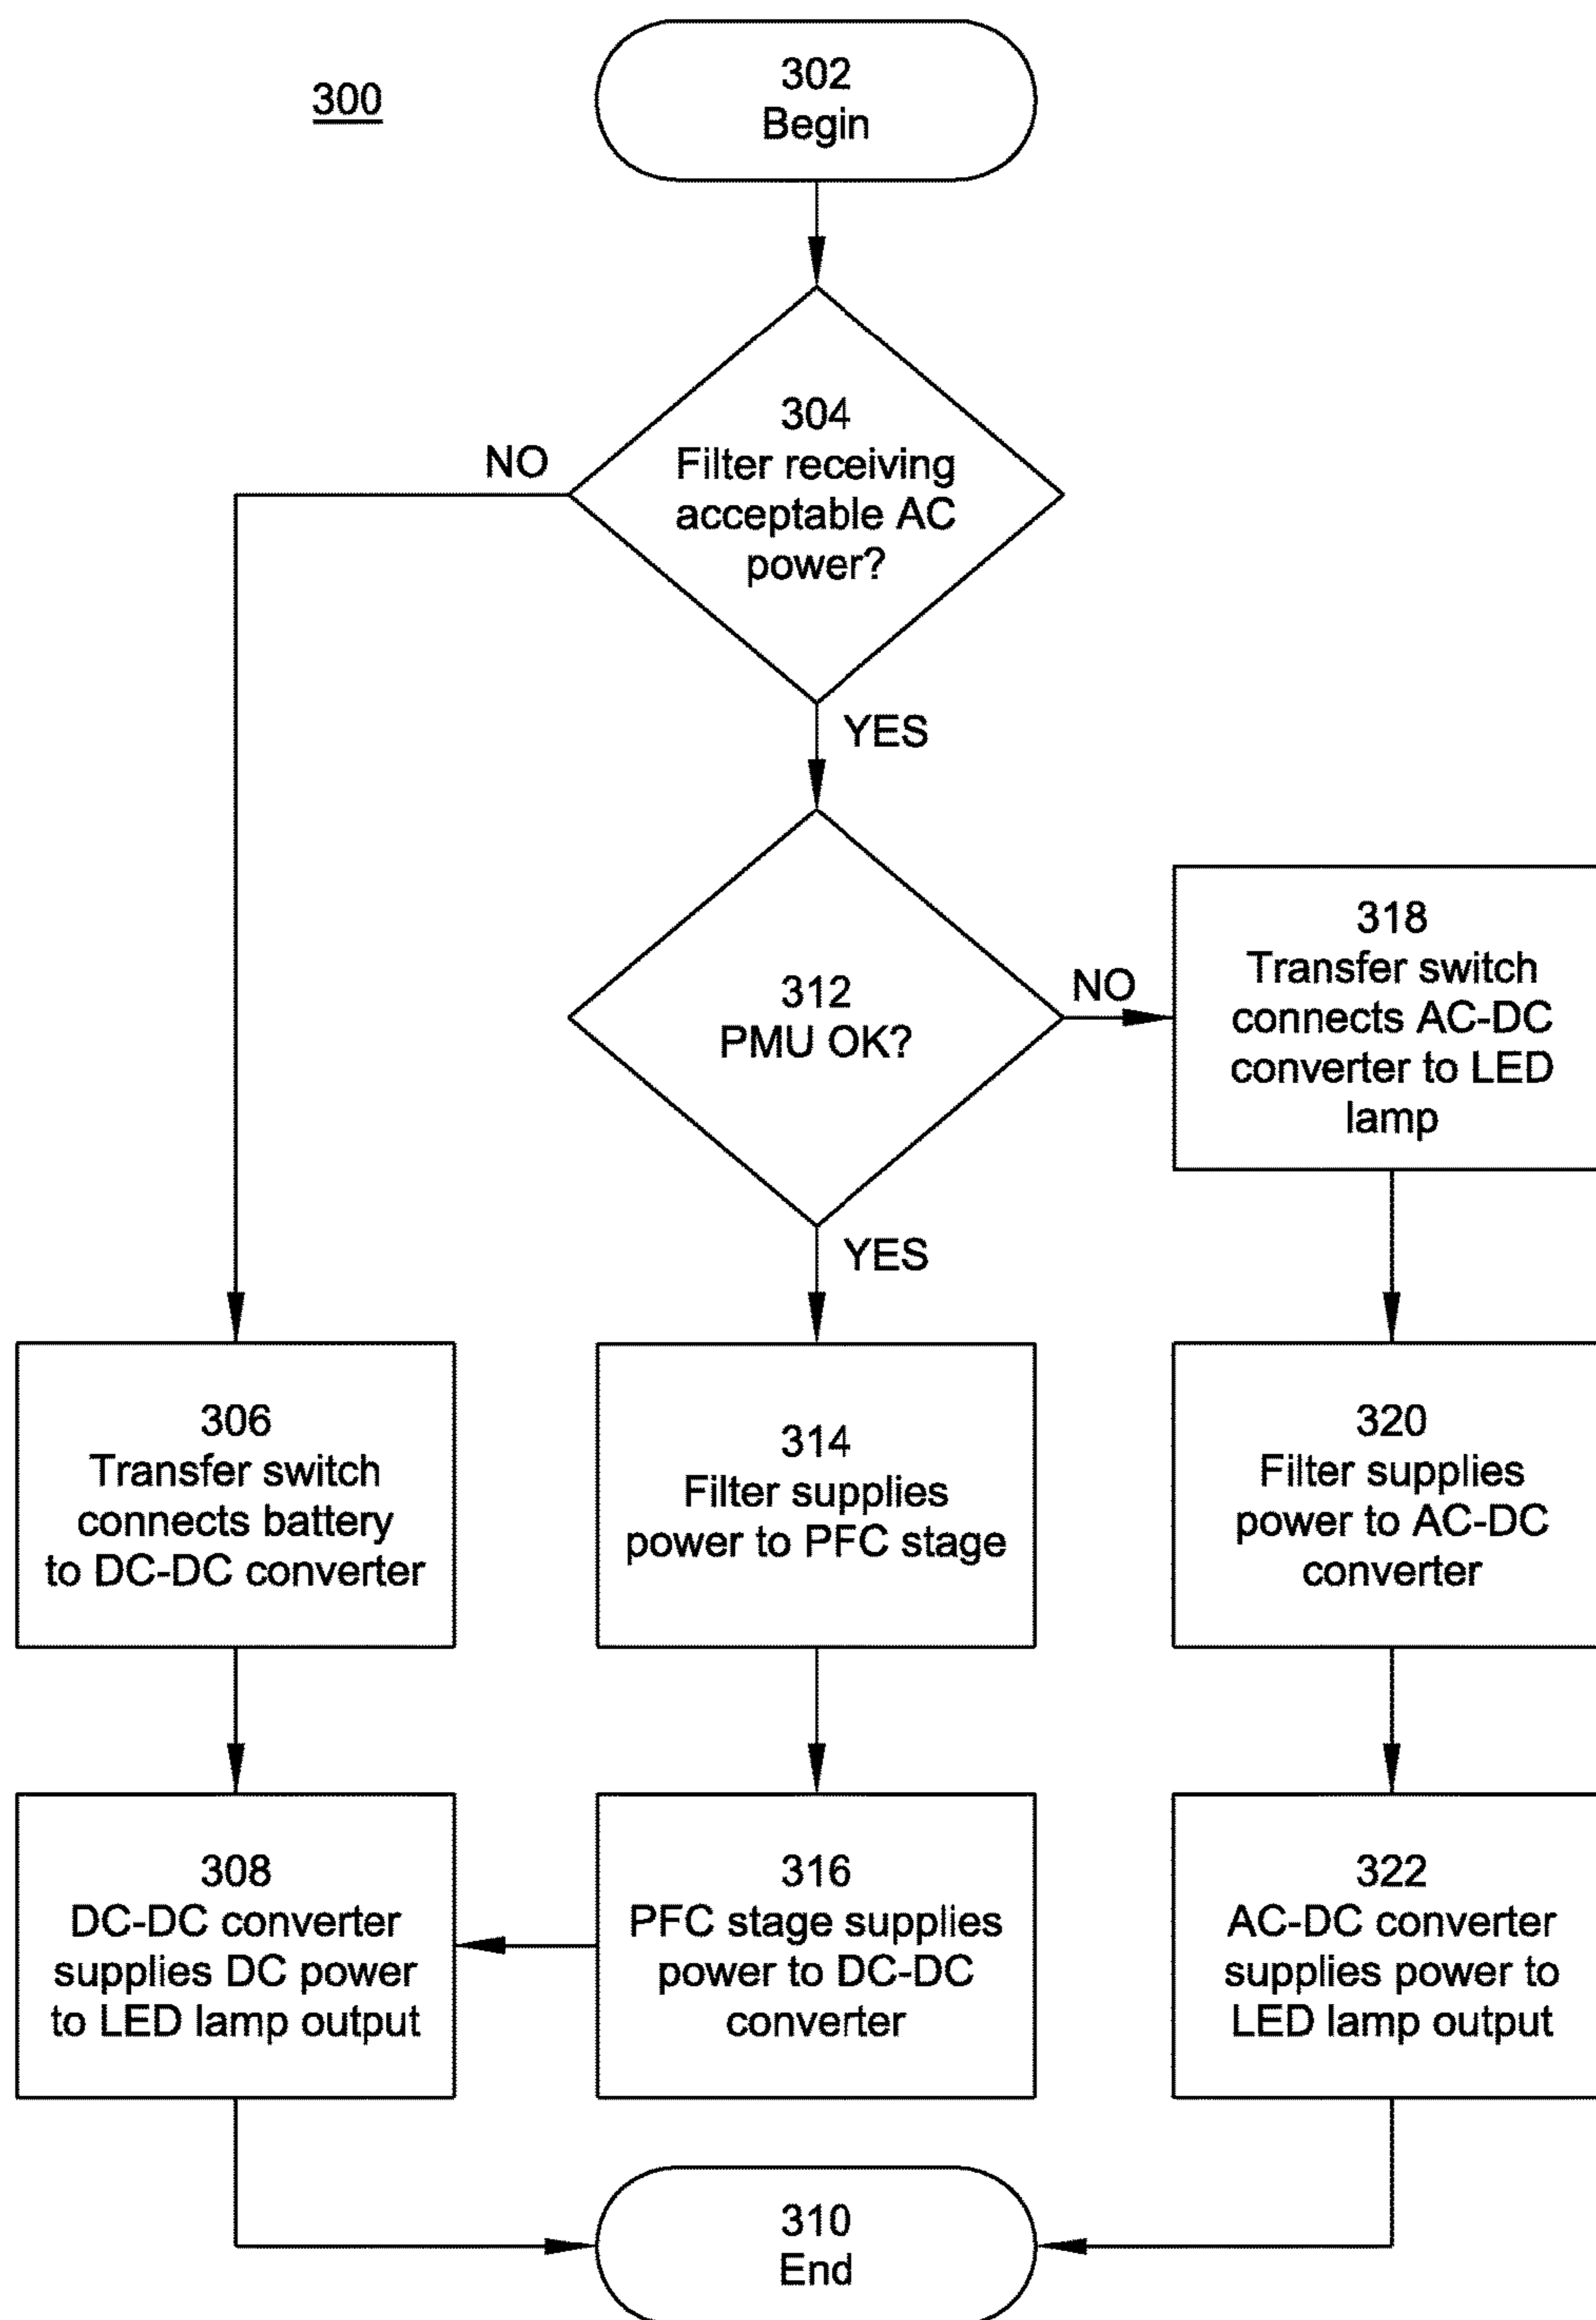 300
302
Begin
304
Filter receiving
acceptable AC
power?
NO
YES
312
PMU OK?
NO
YES
318
Transfer switch
connects AC-DC
converter to LED
lamp
306
Transfer switch
connects battery
to DC-DC converter
314
Filter supplies
power to PFC stage
320
Filter supplies
power to AC-DC
converter
308
DC-DC converter
supplies DC power
to LED lamp output
316
PFC stage supplies
power to DC-DC
converter
322
AC-DC converter
supplies power to
LED lamp output
310
End